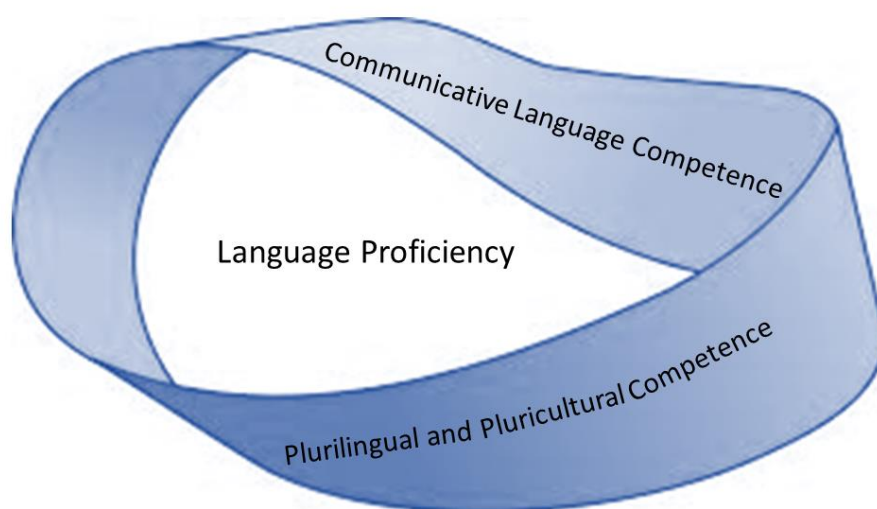 Communicative Language Competence
Language Proficiency
Plurilingual and Pluricultural Competence